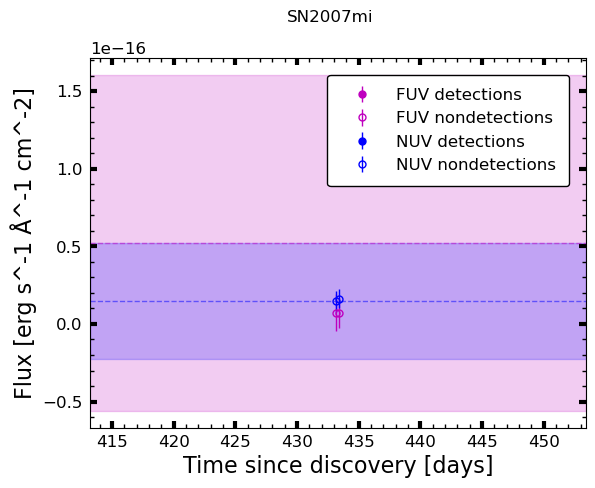 SN2007mi
1e−16
FUV detections
FUV nondetections
NUV detections
NUV nondetections
1.5
1.0
0.5
0.0
−0.5
Flux [erg s^-1 Å^-1 cm^-2]
415 420 425 430 435 440 445 450
Time since discovery [days]